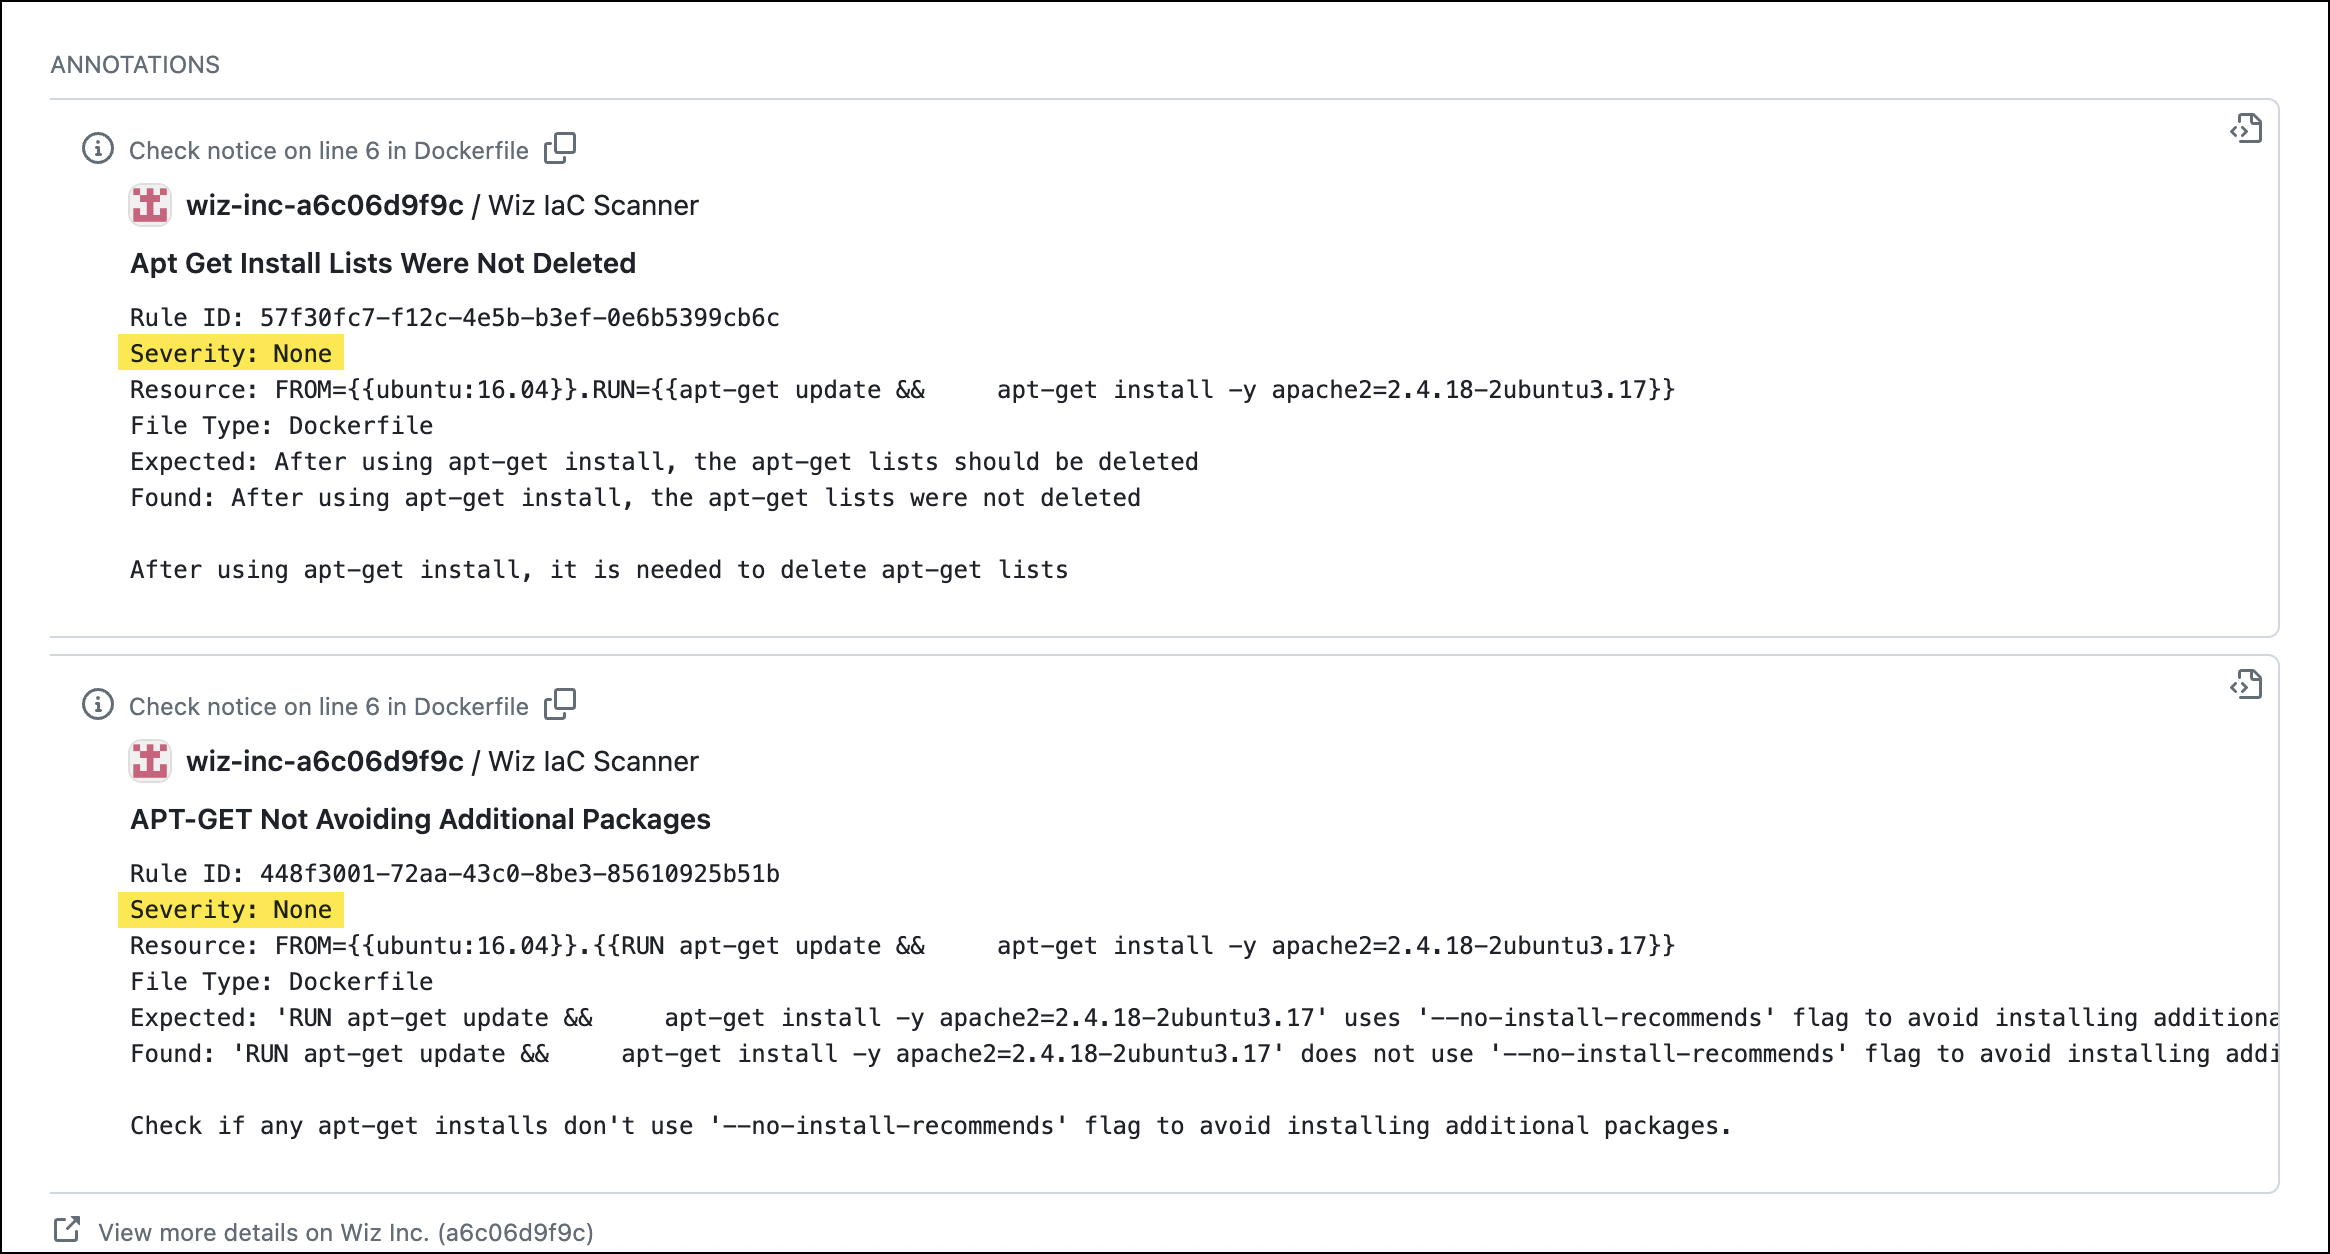 ANNOTATIONS
Check notice on line 6 in Dockerfile
wiz-inc-a6c06d9f9c / Wiz IaC Scanner
Apt Get Install Lists Were Not Deleted
Rule ID: 57f30fc7-f12c-4e5b-b3ef-0e6b5399cb6c
Severity: None
Resource: FROM={{ubuntu:16.04}}.RUN={{apt-get update &&     apt-get install -y apache2=2.4.18-2ubuntu3.17}}
File Type: Dockerfile
Expected: After using apt-get install, the apt-get lists should be deleted
Found: After using apt-get install, the apt-get lists were not deleted
After using apt-get install, it is needed to delete apt-get lists
Check notice on line 6 in Dockerfile
wiz-inc-a6c06d9f9c / Wiz IaC Scanner
APT-GET Not Avoiding Additional Packages
Rule ID: 448f3001-72aa-43c0-8be3-85610925b51b
Severity: None
Resource: FROM={{ubuntu:16.04}}.{{RUN apt-get update &&     apt-get install -y apache2=2.4.18-2ubuntu3.17}}
File Type: Dockerfile
Expected: 'RUN apt-get update &&     apt-get install -y apache2=2.4.18-2ubuntu3.17' uses '--no-install-recommends' flag to avoid installing additiona
Found: 'RUN apt-get update &&     apt-get install -y apache2=2.4.18-2ubuntu3.17' does not use '--no-install-recommends' flag to avoid installing addi
Check if any apt-get installs don't use '--no-install-recommends' flag to avoid installing additional packages.
View more details on Wiz Inc. (a6c06d9f9c)